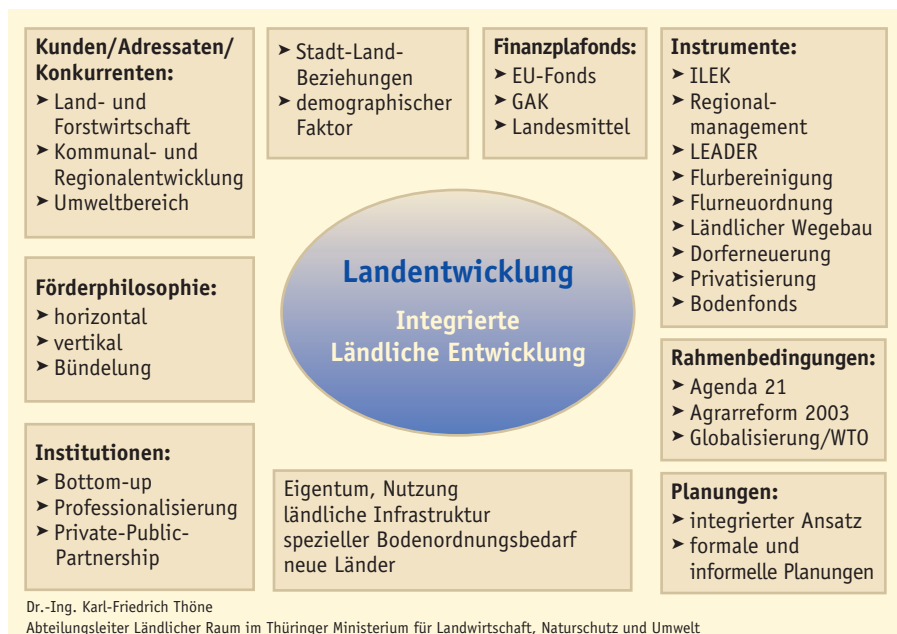 Kunden/Adressaten/
Konkurrenten:
➤ Land- und
Forstwirtschaft
➤ Kommunal- und
Regionalentwicklung
➤ Umweltbereich
➤ Stadt-Land-
Beziehungen
➤ demographischer
Faktor
Finanzplafonds:
➤ EU-Fonds
➤ GAK
➤ Landesmittel
Instrumente:
➤ ILEK
➤ Regional-
management
➤ LEADER
➤ Flurbereinigung
➤ Flurneuordnung
➤ Ländlicher Wegebau
➤ Dorferneuerung
➤ Privatisierung
➤ Bodenfonds
Förderphilosophie:
➤ horizontal
➤ vertikal
➤ Bündelung
Landentwicklung
Integrierte
Ländliche Entwicklung
Rahmenbedingungen:
➤ Agenda 21
➤ Agrarreform 2003
➤ Globalisierung/WTO
Institutionen:
➤ Bottom-up
➤ Professionalisierung
➤ Private-Public-
Partnership
Eigentum, Nutzung
ländliche Infrastruktur
spezieller Bodenordnungsbedarf
neue Länder
Planungen:
➤ integrierter Ansatz
➤ formale und
informelle Planungen
Dr.-Ing. Karl-Friedrich Thöne
Abteilungsleiter Ländlicher Raum im Thüringer Ministerium für Landwirtschaft, Naturschutz und Umwelt